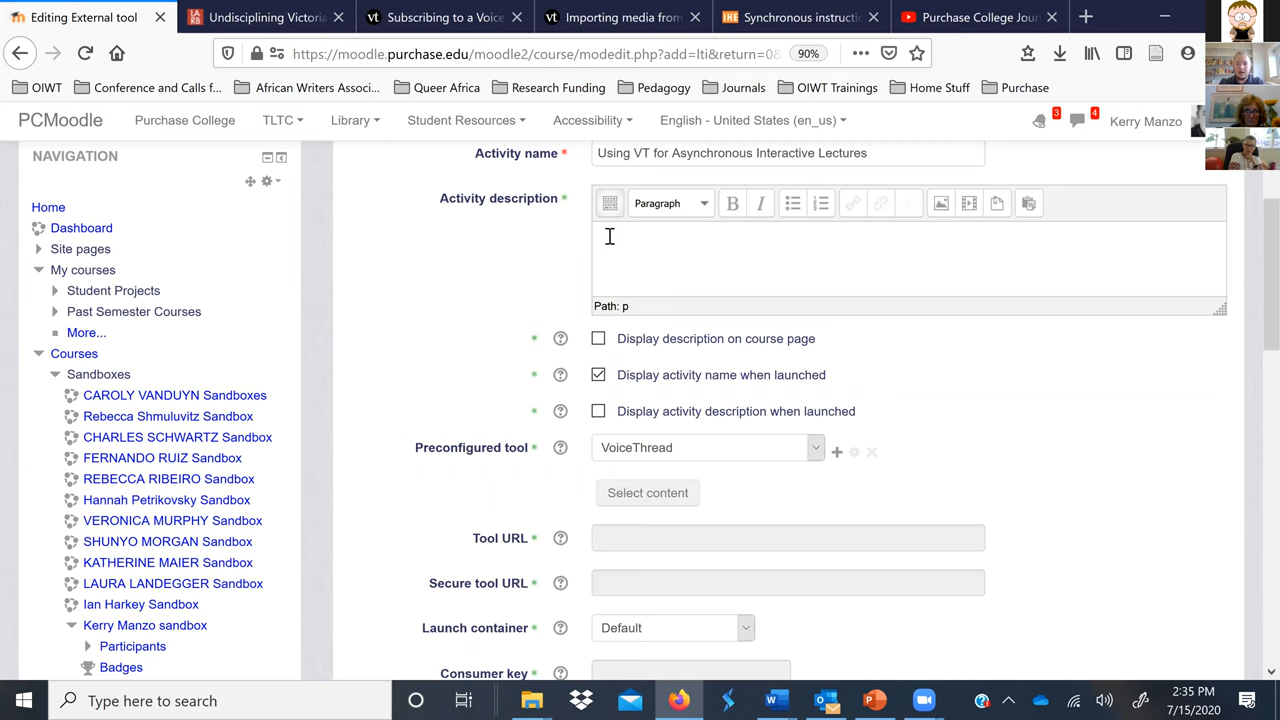 Editing External tool
Undisciplining Victoria
Subscribing to a Voice
Importing media from
Synchronous instructi
Purchase College Jour
https://moodle.purchase.edu/moodle2/course/modedit.php?add=lti&return=0&
90%
OIWT
Conference and Calls f...
African Writers Assoc...
Queer Africa
Research Funding
Pedagogy
Journals
OIWT Trainings
Home Stuff
Purchase
PCMoodle
Purchase College
TLTC
Library
Student Resources
Accessibility
English - United States (en_us)
3
4
Kerry Manzo
NAVIGATION
Home
Dashboard
Site pages
My courses
Student Projects
Past Semester Courses
More...
Courses
Sandboxes
CAROLY VANDUYN Sandboxes
Rebecca Shmuluvitz Sandbox
CHARLES SCHWARTZ Sandbox
FERNANDO RUIZ Sandbox
REBECCA RIBEIRO Sandbox
Hannah Petrikovsky Sandbox
VERONICA MURPHY Sandbox
SHUNYO MORGAN Sandbox
KATHERINE MAIER Sandbox
LAURA LANDEGGER Sandbox
Ian Harkey Sandbox
Kerry Manzo sandbox
Participants
Badges
Activity name *
Using VT for Asynchronous Interactive Lectures
Activity description *
Paragraph
B
I
Path: p
Display description on course page
Display activity name when launched
Display activity description when launched
Preconfigured tool *
VoiceThread
Select content
Tool URL *
Secure tool URL *
Launch container *
Default
Consumer key *
Type here to search
2:35 PM
7/15/2020